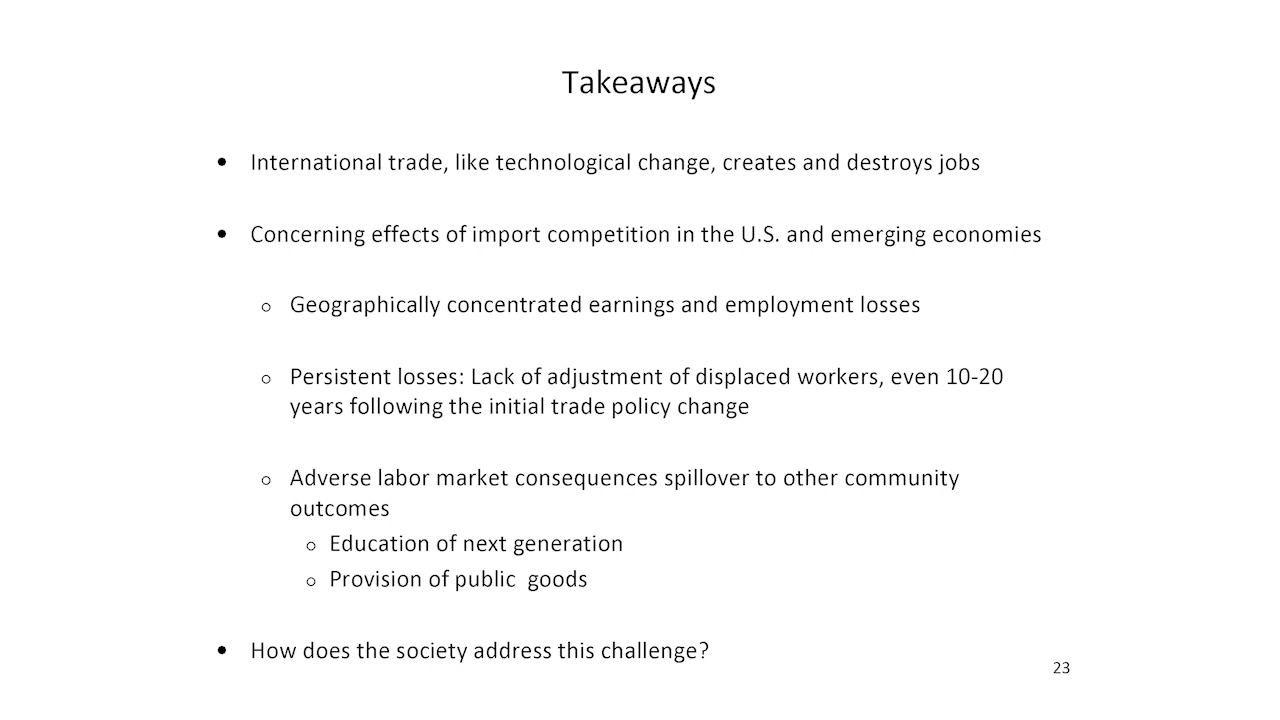 Takeaways
• International trade, like technological change, creates and destroys jobs
• Concerning effects of import competition in the U.S. and emerging economies
○ Geographically concentrated earnings and employment losses
○ Persistent losses: Lack of adjustment of displaced workers, even 10-20
years following the initial trade policy change
○ Adverse labor market consequences spillover to other community
outcomes
○ Education of next generation
○ Provision of public  goods
• How does the society address this challenge?
23